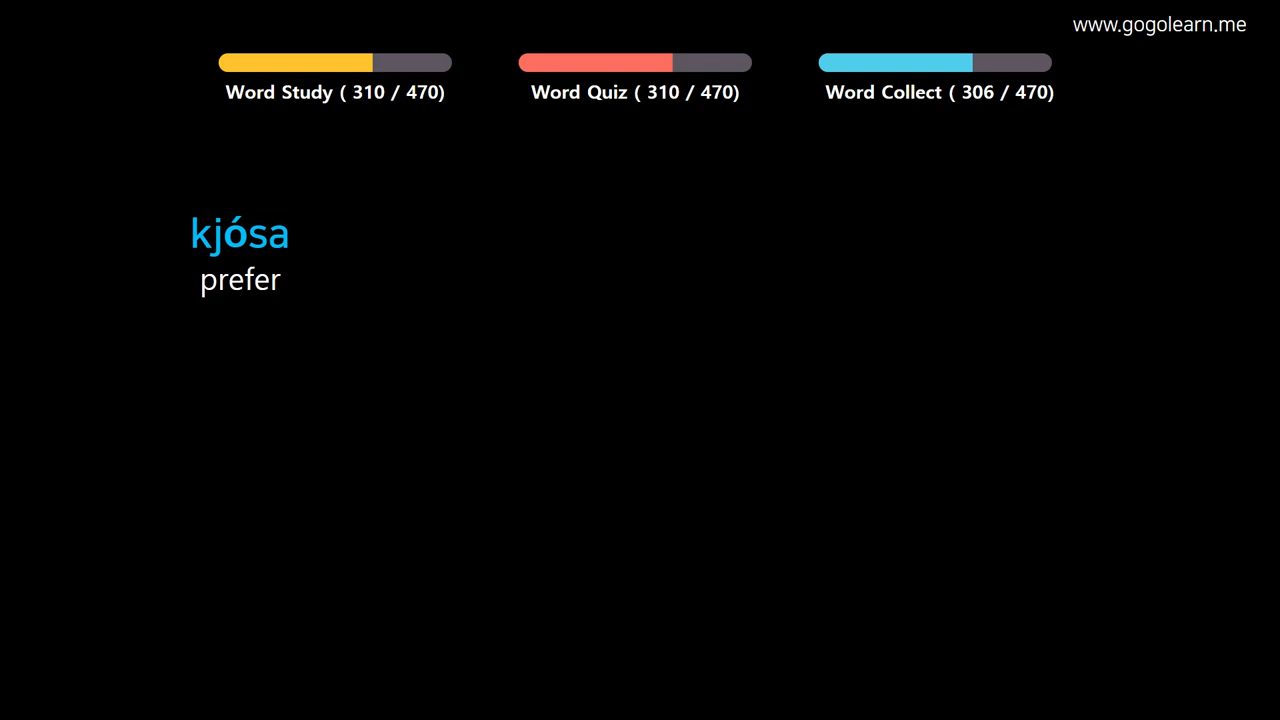 www.gogolearn.me
Word Study ( 310 / 470)
Word Quiz ( 310 / 470)
Word Collect ( 306 / 470)
kjósa
prefer